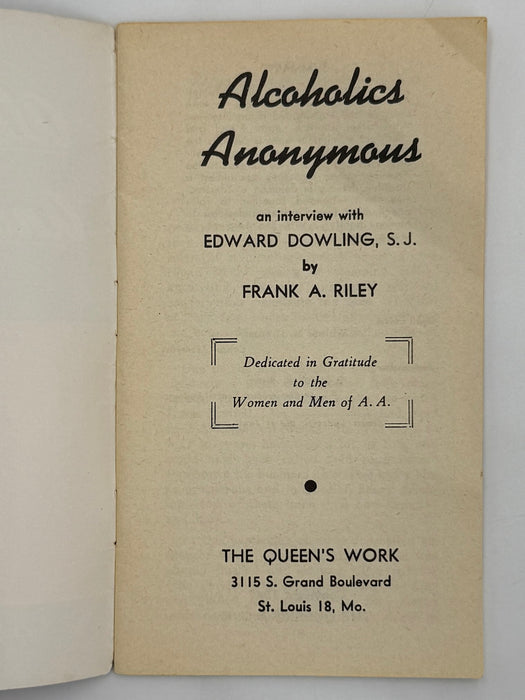 Alcoholics
Anonymous
an interview with
EDWARD DOWLING, S. J.
by
FRANK A. RILEY
Dedicated in Gratitude
to the
Women and Men of A. A.
THE QUEEN'S WORK
3115 S. Grand Boulevard
St. Louis 18, Mo.